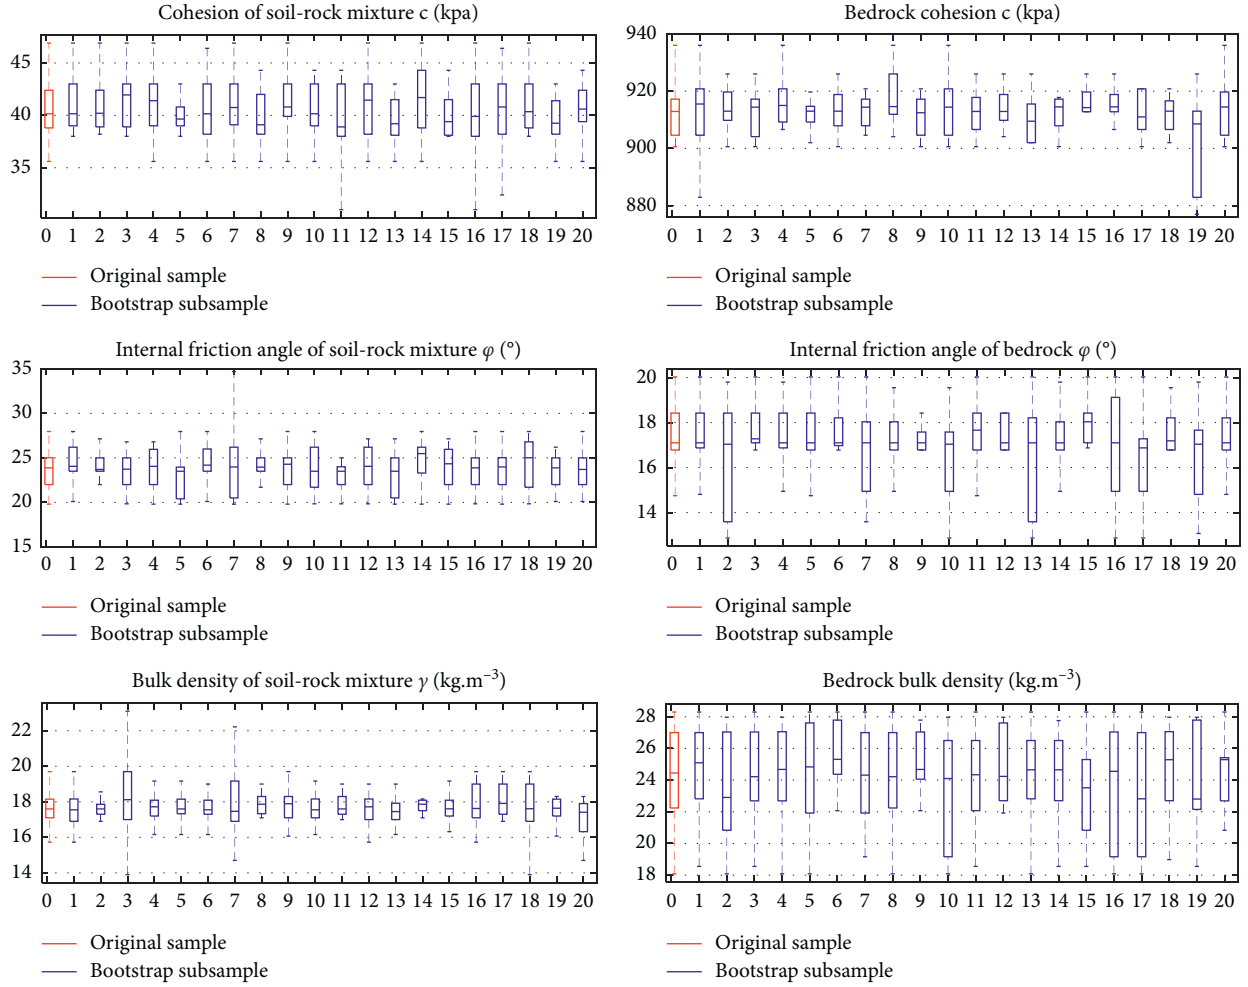 Cohesion of soil-rock mixture c (kpa)
45
40
35
0 1 2 3 4 5 6 7 8 9 10 11 12 13 14 15 16 17 18 19 20
Original sample
Bootstrap subsample
Bedrock cohesion c (kpa)
940
920
900
880
0 1 2 3 4 5 6 7 8 9 10 11 12 13 14 15 16 17 18 19 20
Original sample
Bootstrap subsample
Internal friction angle of soil-rock mixture φ (°)
35
30
25
20
15
0 1 2 3 4 5 6 7 8 9 10 11 12 13 14 15 16 17 18 19 20
Original sample
Bootstrap subsample
Internal friction angle of bedrock φ (°)
20
18
16
14
0 1 2 3 4 5 6 7 8 9 10 11 12 13 14 15 16 17 18 19 20
Original sample
Bootstrap subsample
Bulk density of soil-rock mixture γ (kg.m⁻³)
22
20
18
16
14
0 1 2 3 4 5 6 7 8 9 10 11 12 13 14 15 16 17 18 19 20
Original sample
Bootstrap subsample
Bedrock bulk density (kg.m⁻³)
28
26
24
22
20
18
0 1 2 3 4 5 6 7 8 9 10 11 12 13 14 15 16 17 18 19 20
Original sample
Bootstrap subsample